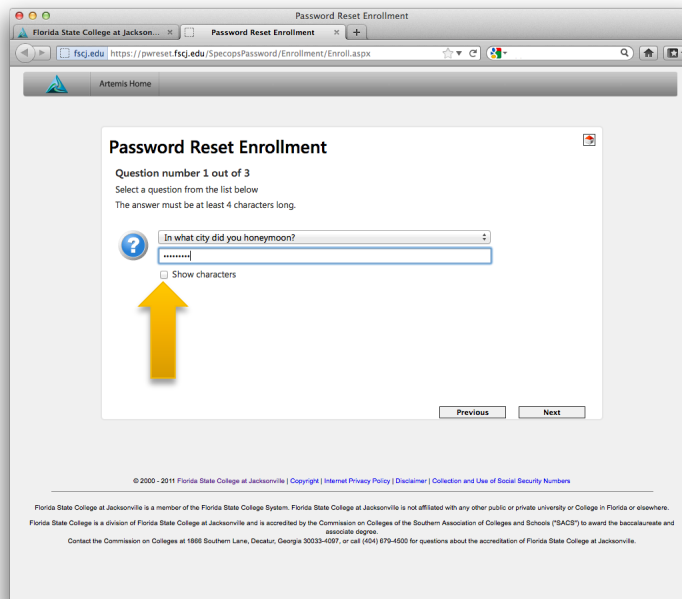 Password Reset Enrollment
Florida State College at Jackson...
Password Reset Enrollment
fscj.edu https://pwreset.fscj.edu/SpecopsPassword/Enrollment/Enroll.aspx
Artemis Home
Password Reset Enrollment
Question number 1 out of 3
Select a question from the list below
The answer must be at least 4 characters long.
In what city did you honeymoon?
•••••••••
Show characters
Previous Next
© 2000 - 2011 Florida State College at Jacksonville | Copyright | Internet Privacy Policy | Disclaimer | Collection and Use of Social Security Numbers
Florida State College at Jacksonville is a member of the Florida State College System. Florida State College at Jacksonville is not affiliated with any other public or private university or College in Florida or elsewhere.
Florida State College is a division of Florida State College at Jacksonville and is accredited by the Commission on Colleges of the Southern Association of Colleges and Schools ("SACS") to award the baccalaureate and
associate degree.
Contact the Commission on Colleges at 1866 Southern Lane, Decatur, Georgia 30033-4097, or call (404) 679-4500 for questions about the accreditation of Florida State College at Jacksonville.